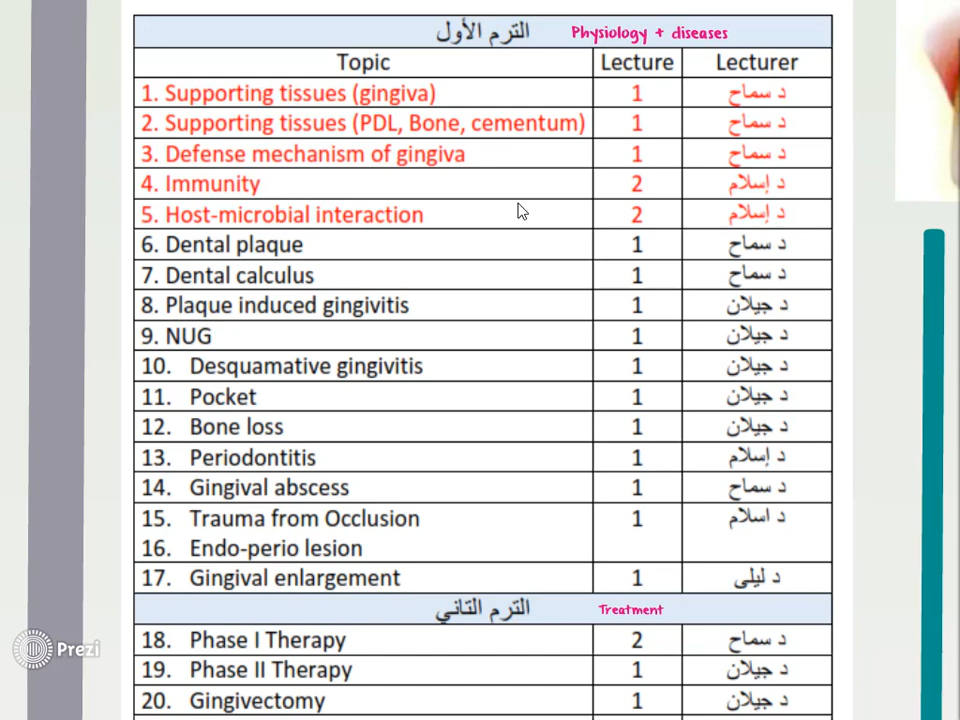 الترم الأول Physiology + diseases
Topic Lecture Lecturer
1. Supporting tissues (gingiva) 1 د سماح
2. Supporting tissues (PDL, Bone, cementum) 1 د سماح
3. Defense mechanism of gingiva 1 د سماح
4. Immunity 2 د إسلام
5. Host-microbial interaction 2 د إسلام
6. Dental plaque 1 د سماح
7. Dental calculus 1 د سماح
8. Plaque induced gingivitis 1 د جيلان
9. NUG 1 د جيلان
10. Desquamative gingivitis 1 د جيلان
11. Pocket 1 د جيلان
12. Bone loss 1 د جيلان
13. Periodontitis 1 د إسلام
14. Gingival abscess 1 د سماح
15. Trauma from Occlusion 1 د اسلام
16. Endo-perio lesion
17. Gingival enlargement 1 د ليلى
الترم التاني Treatment
18. Phase I Therapy 2 د سماح
19. Phase II Therapy 1 د جيلان
20. Gingivectomy 1 د جيلان
Prezi